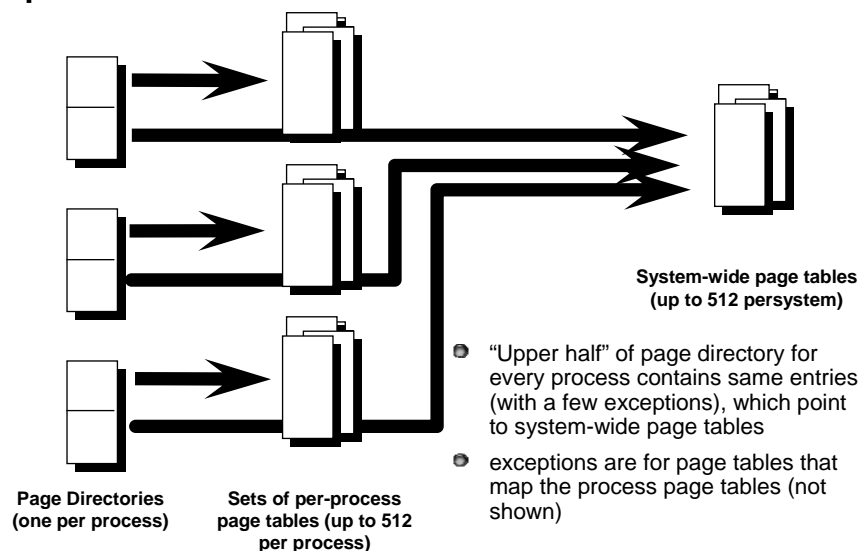 System-wide page tables
(up to 512 persystem)
“Upper half” of page directory for
every process contains same entries
(with a few exceptions), which point
to system-wide page tables
exceptions are for page tables that
map the process page tables (not
shown)
Page Directories
(one per process)
Sets of per-process
page tables (up to 512
per process)